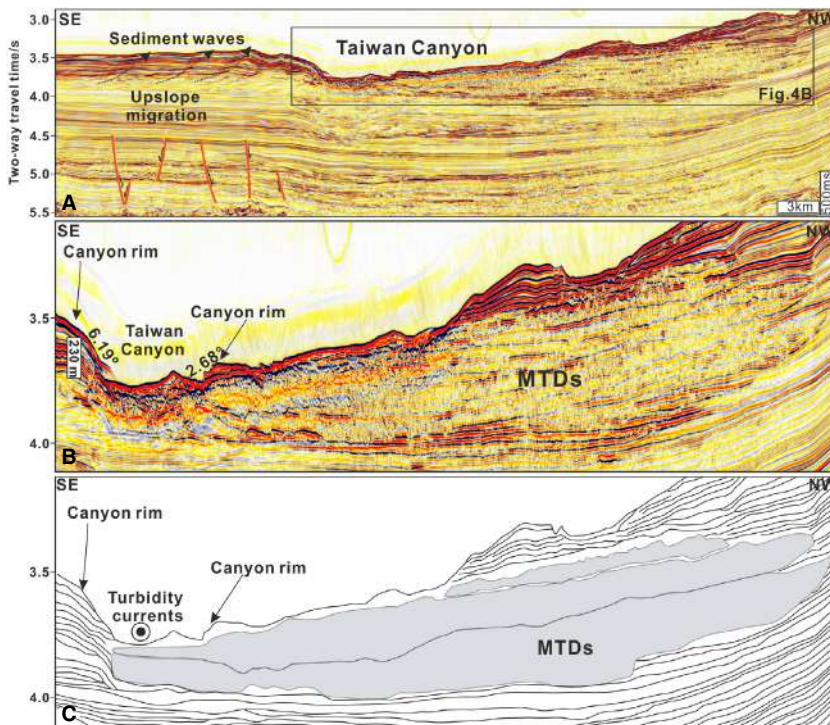 SE
NW
3.0
Sediment waves
Taiwan Canyon
3.5
4.0
Upslope
migration
Fig.4B
4.5
5.0
5.5
Two-way travel time/s
A
3km
SE
NW
Canyon rim
Canyon rim
3.5
6.19°
Taiwan
Canyon
2.68°
230 m
MTDs
4.0
B
SE
NW
Canyon rim
Canyon rim
3.5
Turbidity
currents
MTDs
4.0
C